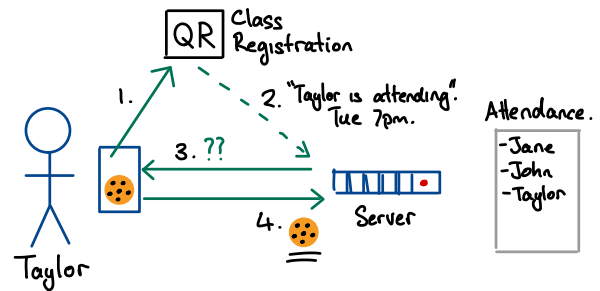 QR
Class
Registration
1.
2. "Taylor is attending".
Tue 7pm.
3. ??
4.
Taylor
Server
Attendance.
- Jane
- John
- Taylor